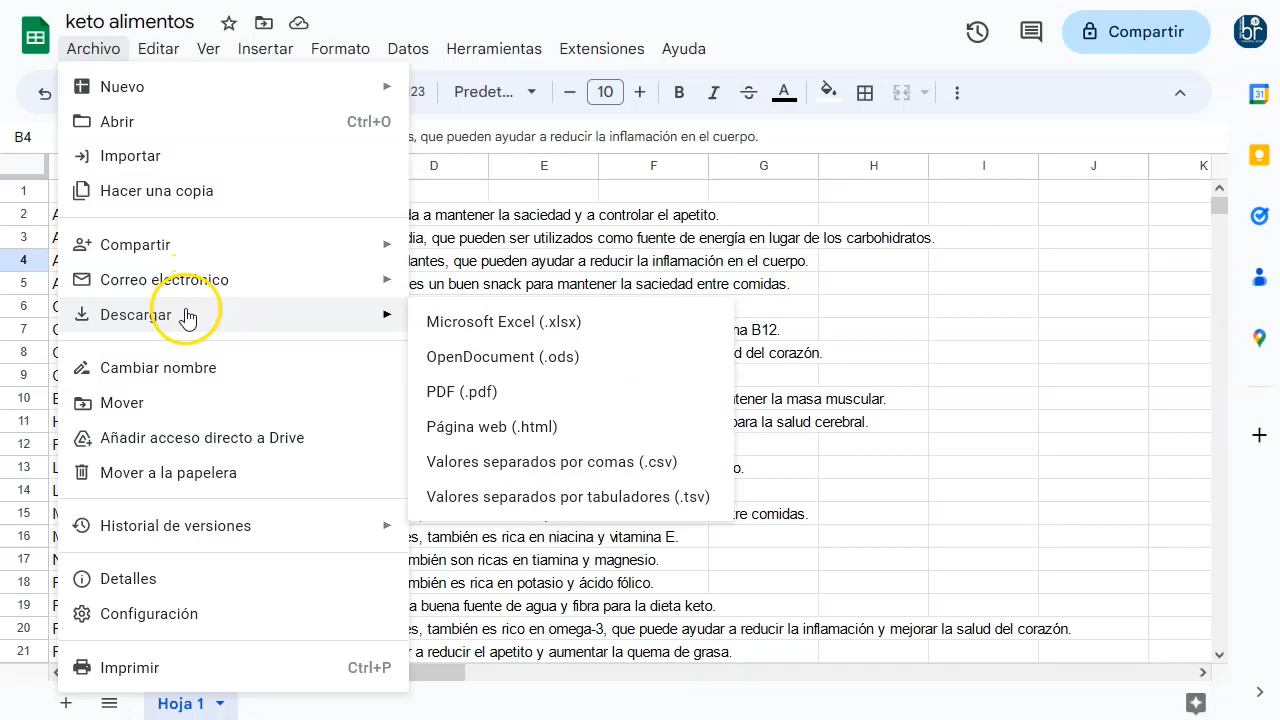 keto alimentos
Archivo Editar Ver Insertar Formato Datos Herramientas Extensiones Ayuda
Compartir
23 Predet... 10 B I A
B4
, que pueden ayudar a reducir la inflamación en el cuerpo.
D E F G H I J K
Nuevo
Abrir Ctrl+O
Importar
Hacer una copia
Compartir
Correo electrónico
Descargar
Cambiar nombre
Mover
Añadir acceso directo a Drive
Mover a la papelera
Historial de versiones
Detalles
Configuración
Imprimir Ctrl+P
Microsoft Excel (.xlsx)
OpenDocument (.ods)
PDF (.pdf)
Página web (.html)
Valores separados por comas (.csv)
Valores separados por tabuladores (.tsv)
1
2 a mantener la saciedad y a controlar el apetito.
3 que pueden ser utilizados como fuente de energía en lugar de los carbohidratos.
4 que pueden ayudar a reducir la inflamación en el cuerpo.
5 es un buen snack para mantener la saciedad entre comidas.
6
7 B12.
8 del corazón.
9
10 la masa muscular.
11 para la salud cerebral.
12
13
14
15 comidas.
16 también es rica en niacina y vitamina E.
17 también son ricas en tiamina y magnesio.
18 también es rica en potasio y ácido fólico.
19 buena fuente de agua y fibra para la dieta keto.
20 también es rico en omega-3, que puede ayudar a reducir la inflamación y mejorar la salud del corazón.
21 a reducir el apetito y aumentar la quema de grasa.
Hoja 1
31
br